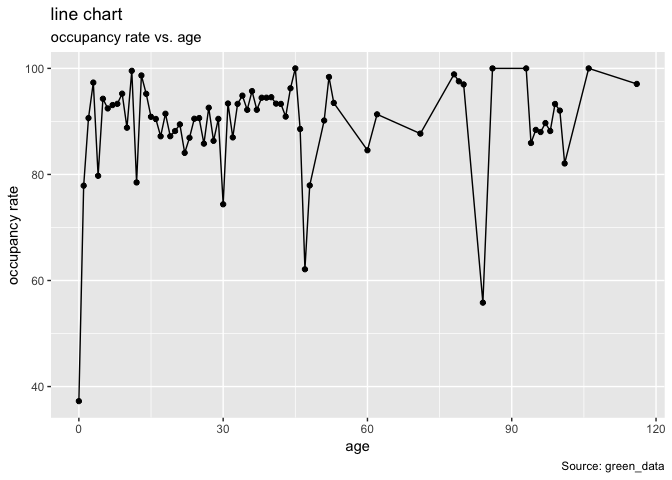 line chart
occupancy rate vs. age
occupancy rate
100
80
60
40
0
30
60
90
120
age
Source: green_data